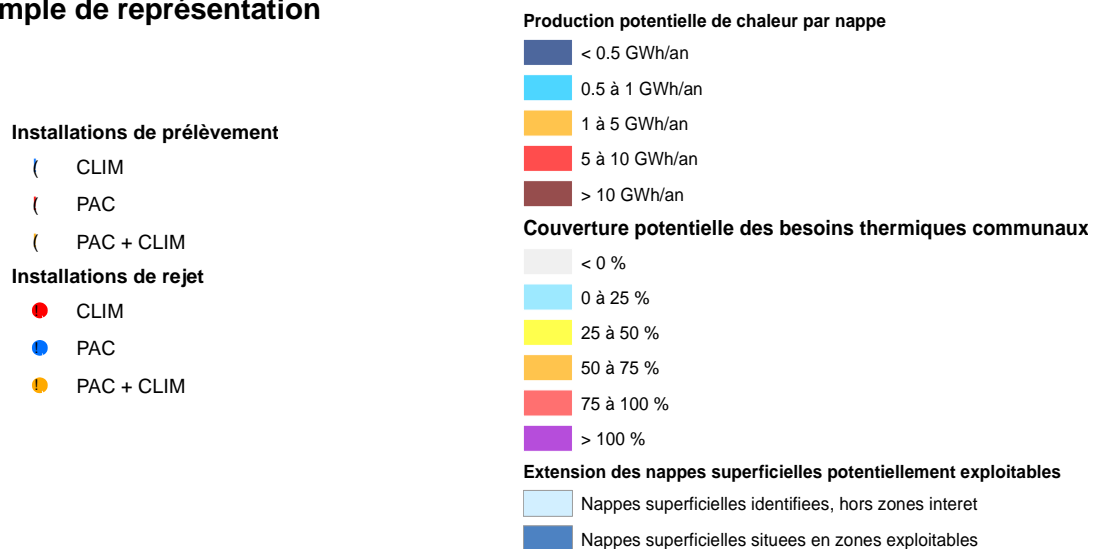 mple de représentation
Installations de prélèvement
CLIM
PAC
PAC + CLIM
Installations de rejet
CLIM
PAC
PAC + CLIM
Production potentielle de chaleur par nappe
< 0.5 GWh/an
0.5 à 1 GWh/an
1 à 5 GWh/an
5 à 10 GWh/an
> 10 GWh/an
Couverture potentielle des besoins thermiques communaux
< 0 %
0 à 25 %
25 à 50 %
50 à 75 %
75 à 100 %
> 100 %
Extension des nappes superficielles potentiellement exploitables
Nappes superficielles identifiees, hors zones interet
Nappes superficielles situees en zones exploitables